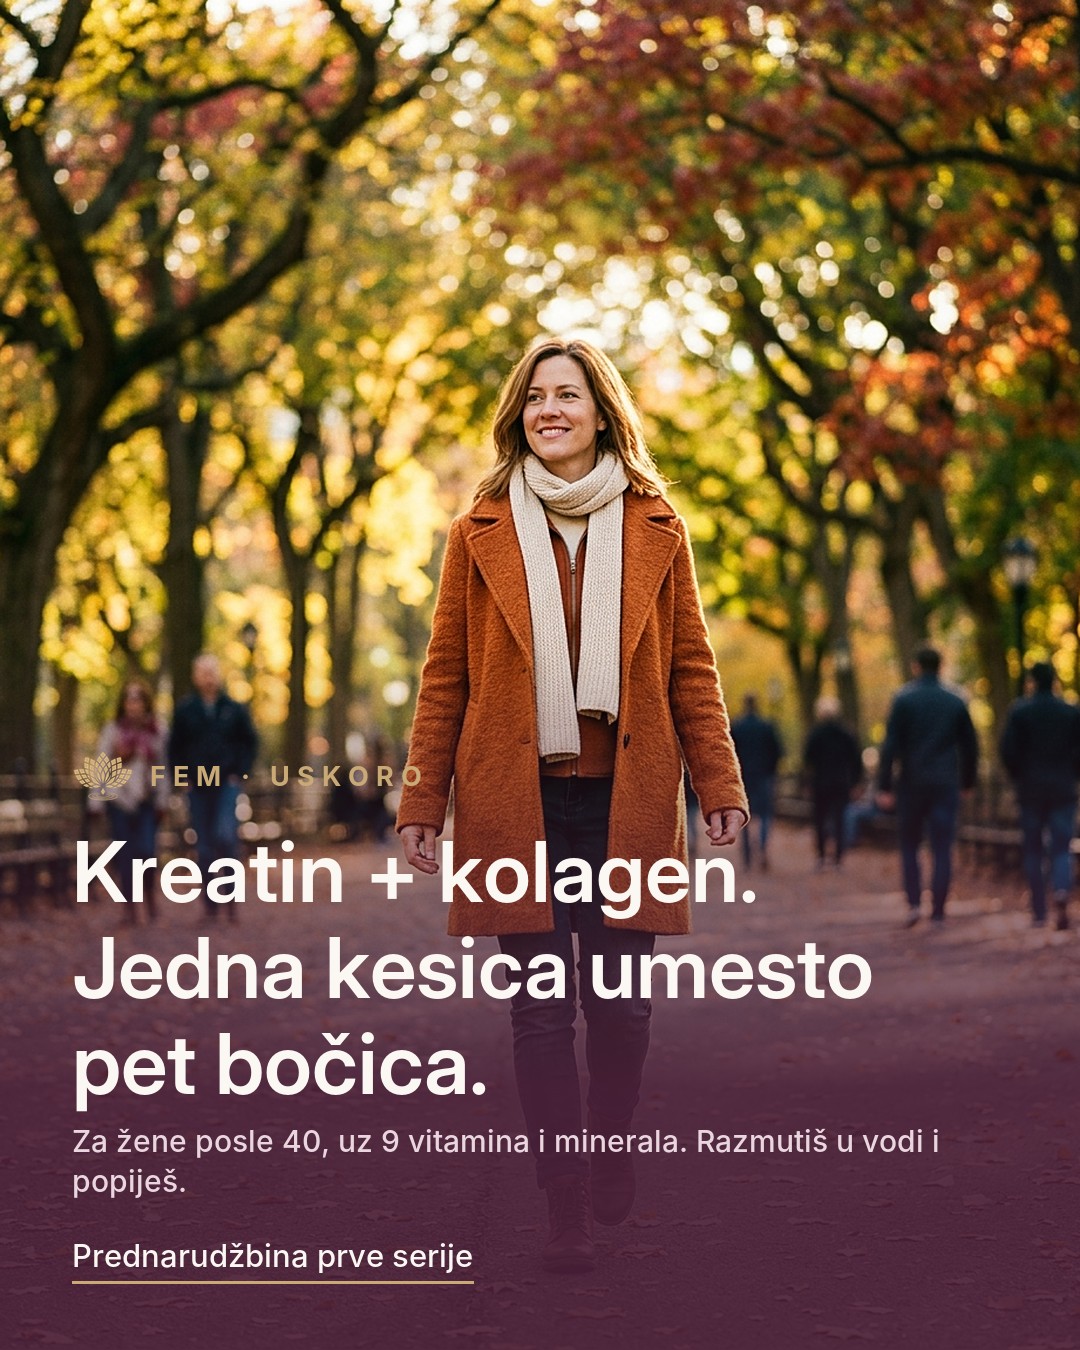 FEM · USKORO
Kreatin + kolagen.
Jedna kesica umesto
pet bočica.
Za žene posle 40, uz 9 vitamina i minerala. Razmutiš u vodi i
popiješ.
Prednarudžbina prve serije